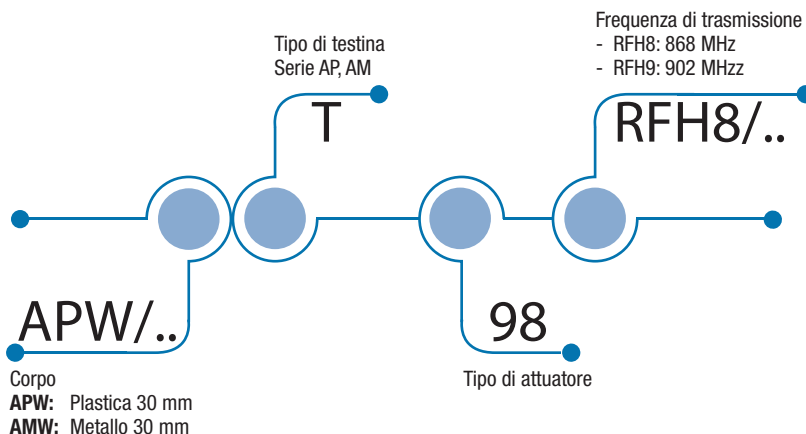 Tipo di testina
Serie AP, AM
T
Frequenza di trasmissione
- RFH8: 868 MHz
- RFH9: 902 MHzz
RFH8/..
APW/..
Corpo
APW: Plastica 30 mm
AMW: Metallo 30 mm
98
Tipo di attuatore